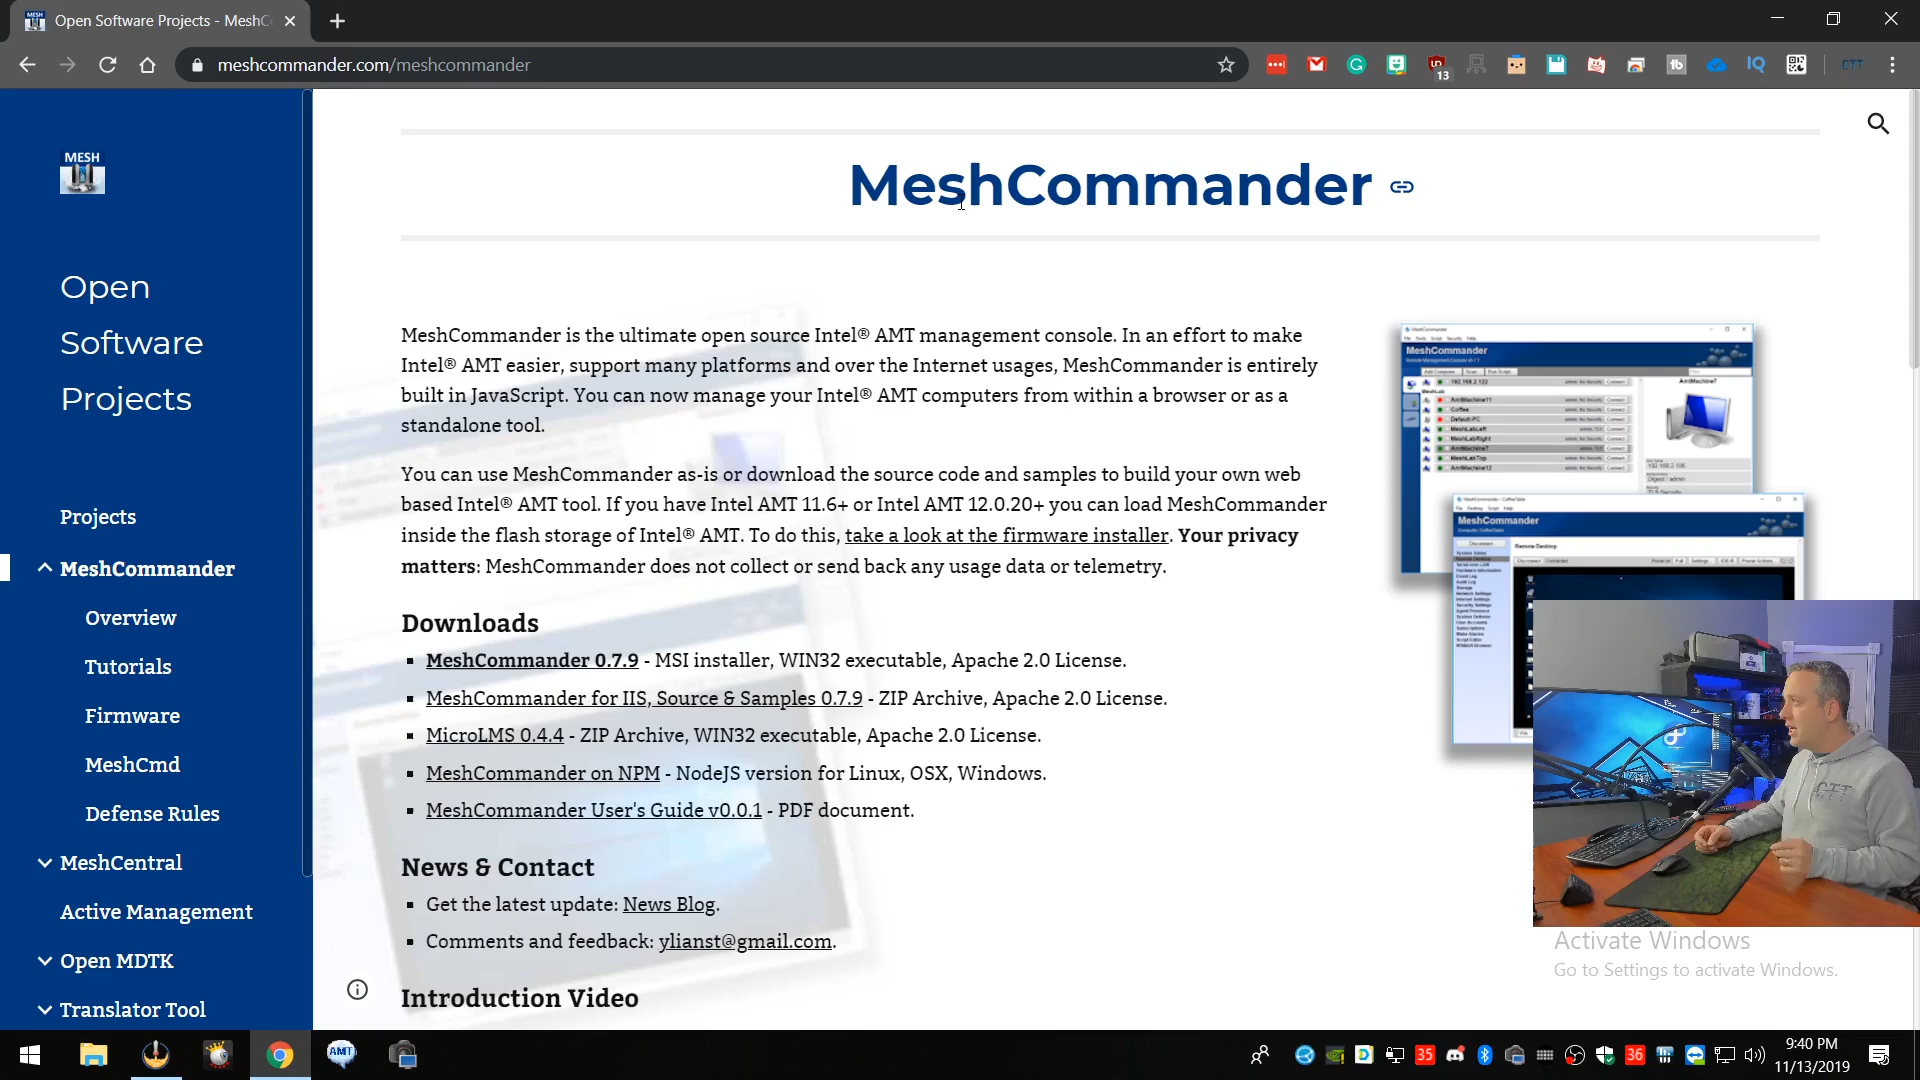 Open Software Projects - MeshC
meshcommander.com/meshcommander
13
CTT
MESH
Open
Software
Projects
Projects
MeshCommander
Overview
Tutorials
Firmware
MeshCmd
Defense Rules
MeshCentral
Active Management
Open MDTK
Translator Tool
MeshCommander
MeshCommander is the ultimate open source Intel® AMT management console. In an effort to make
Intel® AMT easier, support many platforms and over the Internet usages, MeshCommander is entirely
built in JavaScript. You can now manage your Intel® AMT computers from within a browser or as a
standalone tool.
You can use MeshCommander as-is or download the source code and samples to build your own web
based Intel® AMT tool. If you have Intel AMT 11.6+ or Intel AMT 12.0.20+ you can load MeshCommander
inside the flash storage of Intel® AMT. To do this, take a look at the firmware installer. Your privacy
matters: MeshCommander does not collect or send back any usage data or telemetry.
Downloads
MeshCommander 0.7.9 - MSI installer, WIN32 executable, Apache 2.0 License.
MeshCommander for IIS, Source & Samples 0.7.9 - ZIP Archive, Apache 2.0 License.
MicroLMS 0.4.4 - ZIP Archive, WIN32 executable, Apache 2.0 License.
MeshCommander on NPM - NodeJS version for Linux, OSX, Windows.
MeshCommander User's Guide v0.0.1 - PDF document.
News & Contact
Get the latest update: News Blog.
Comments and feedback: ylianst@gmail.com.
Introduction Video
MeshCommander
MeshCommander
Remote Desktop
CTT
Activate Windows
Go to Settings to activate Windows.
AMT
35
36
9:40 PM
11/13/2019